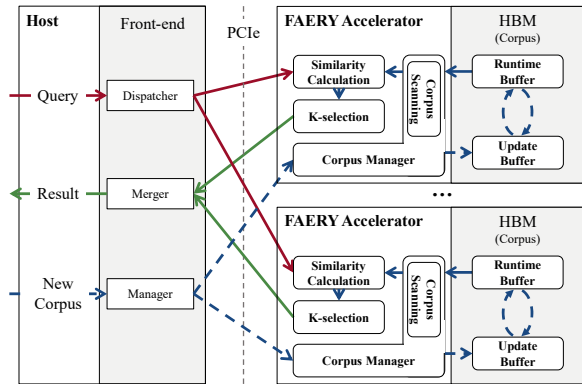 Host
Front-end
PCIe
Query
Dispatcher
Result
Merger
New
Corpus
Manager
FAERY Accelerator
HBM
(Corpus)
Similarity
Calculation
Corpus
Scanning
Runtime
Buffer
K-selection
Corpus Manager
Update
Buffer
...
FAERY Accelerator
HBM
(Corpus)
Similarity
Calculation
Corpus
Scanning
Runtime
Buffer
K-selection
Corpus Manager
Update
Buffer